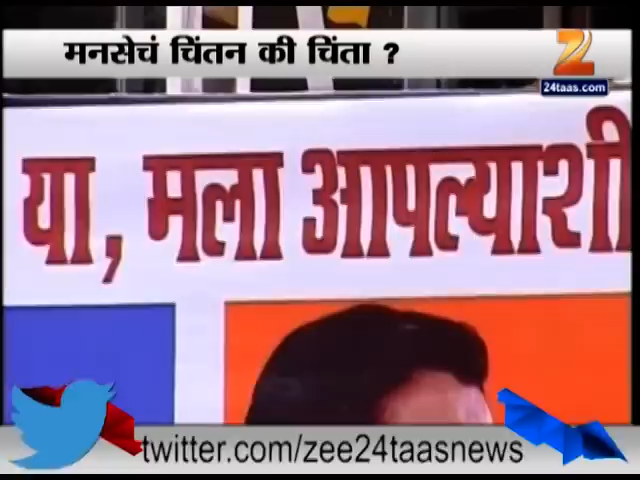 मनसेचं चिंतन की चिंता ?
24taas.com
या, मला आपल्याशी
twitter.com/zee24taasnews